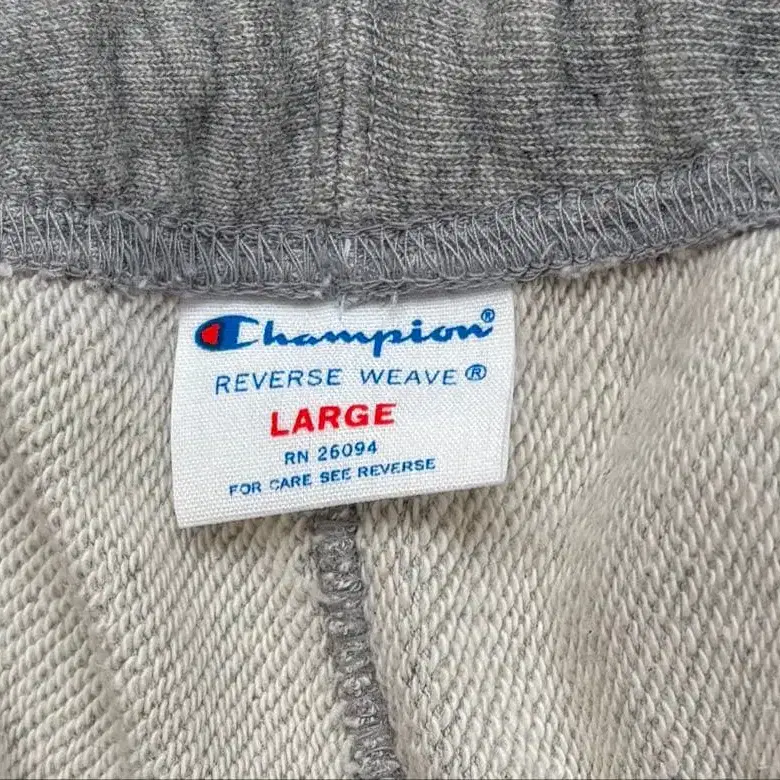 Champion®
REVERSE WEAVE®
LARGE
RN 26094
FOR CARE SEE REVERSE